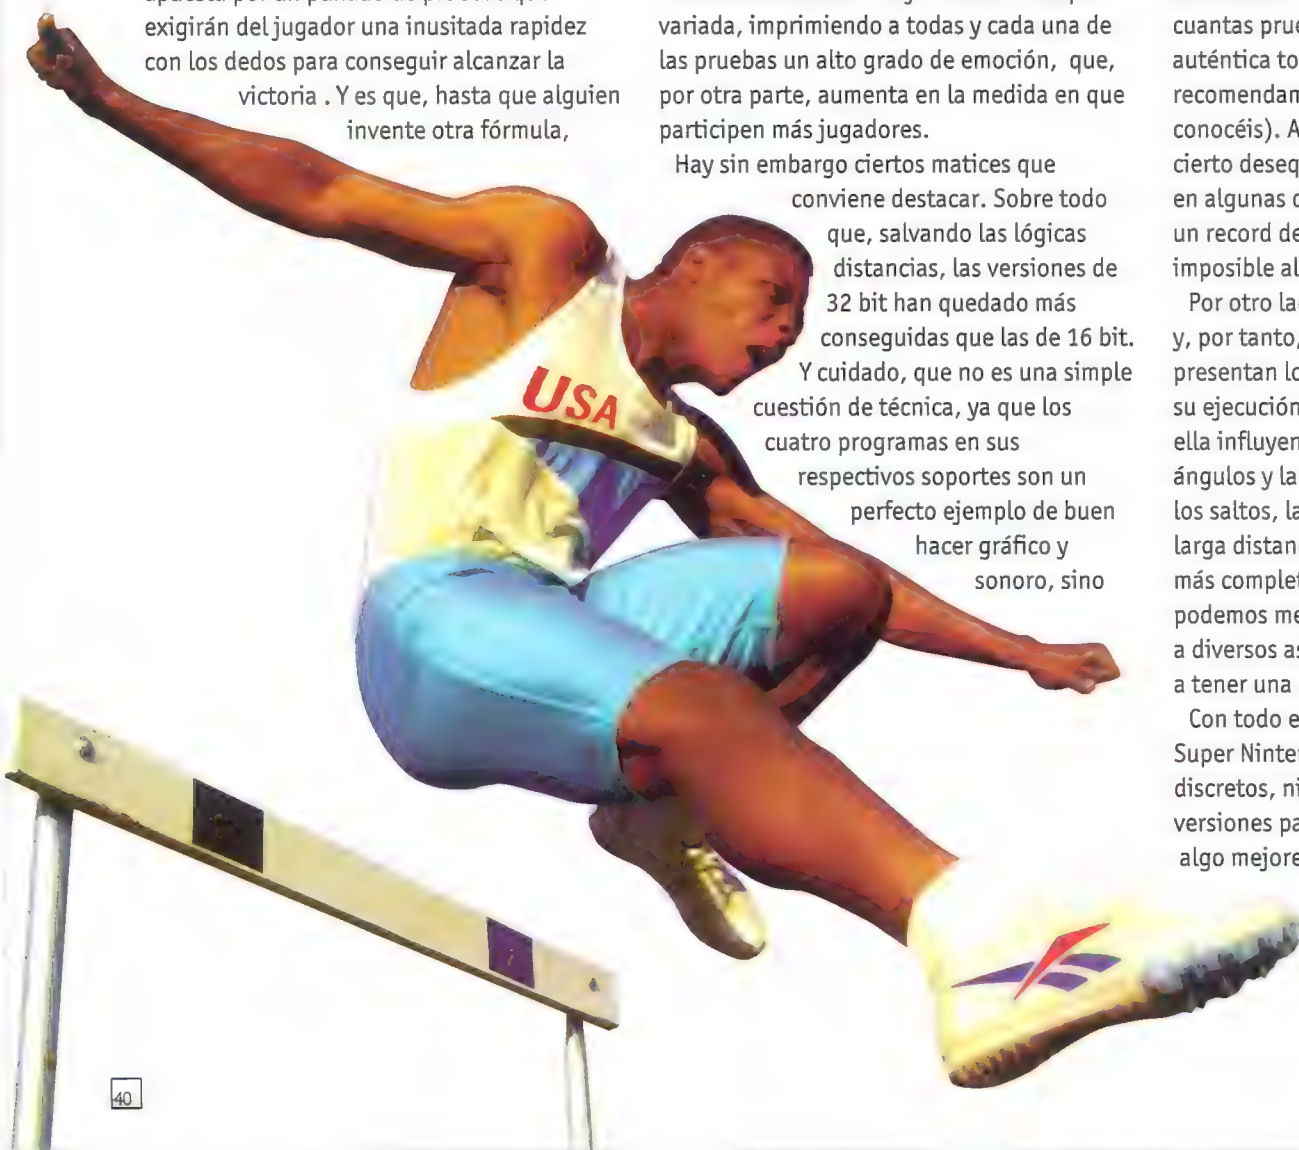 exigirán del jugador una inusitada rapidez
con los dedos para conseguir alcanzar la
victoria . Y es que, hasta que alguien
invente otra fórmula,
variada, imprimiendo a todas y cada una de
las pruebas un alto grado de emoción, que,
por otra parte, aumenta en la medida en que
participen más jugadores.
Hay sin embargo ciertos matices que
conviene destacar. Sobre todo
que, salvando las lógicas
distancias, las versiones de
32 bit han quedado más
conseguidas que las de 16 bit.
Y cuidado, que no es una simple
cuestión de técnica, ya que los
cuatro programas en sus
respectivos soportes son un
perfecto ejemplo de buen
hacer gráfico y
sonoro, sino
cuantas prue
auténtica to
recomendam
conocéis). A
cierto deseq
en algunas d
un record de
imposible al
Por otro la
y, por tanto,
presentan lo
su ejecución
ella influyen
ángulos y la
los saltos, la
larga distan
más complet
podemos me
a diversos as
a tener una
Con todo e
Super Ninten
discretos, ni
versiones pa
algo mejore
USA
40